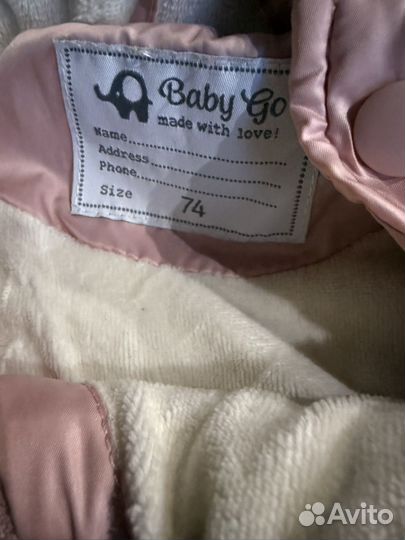 Baby Go
made with love!
Name
Address
Phone
Size 74
Avito